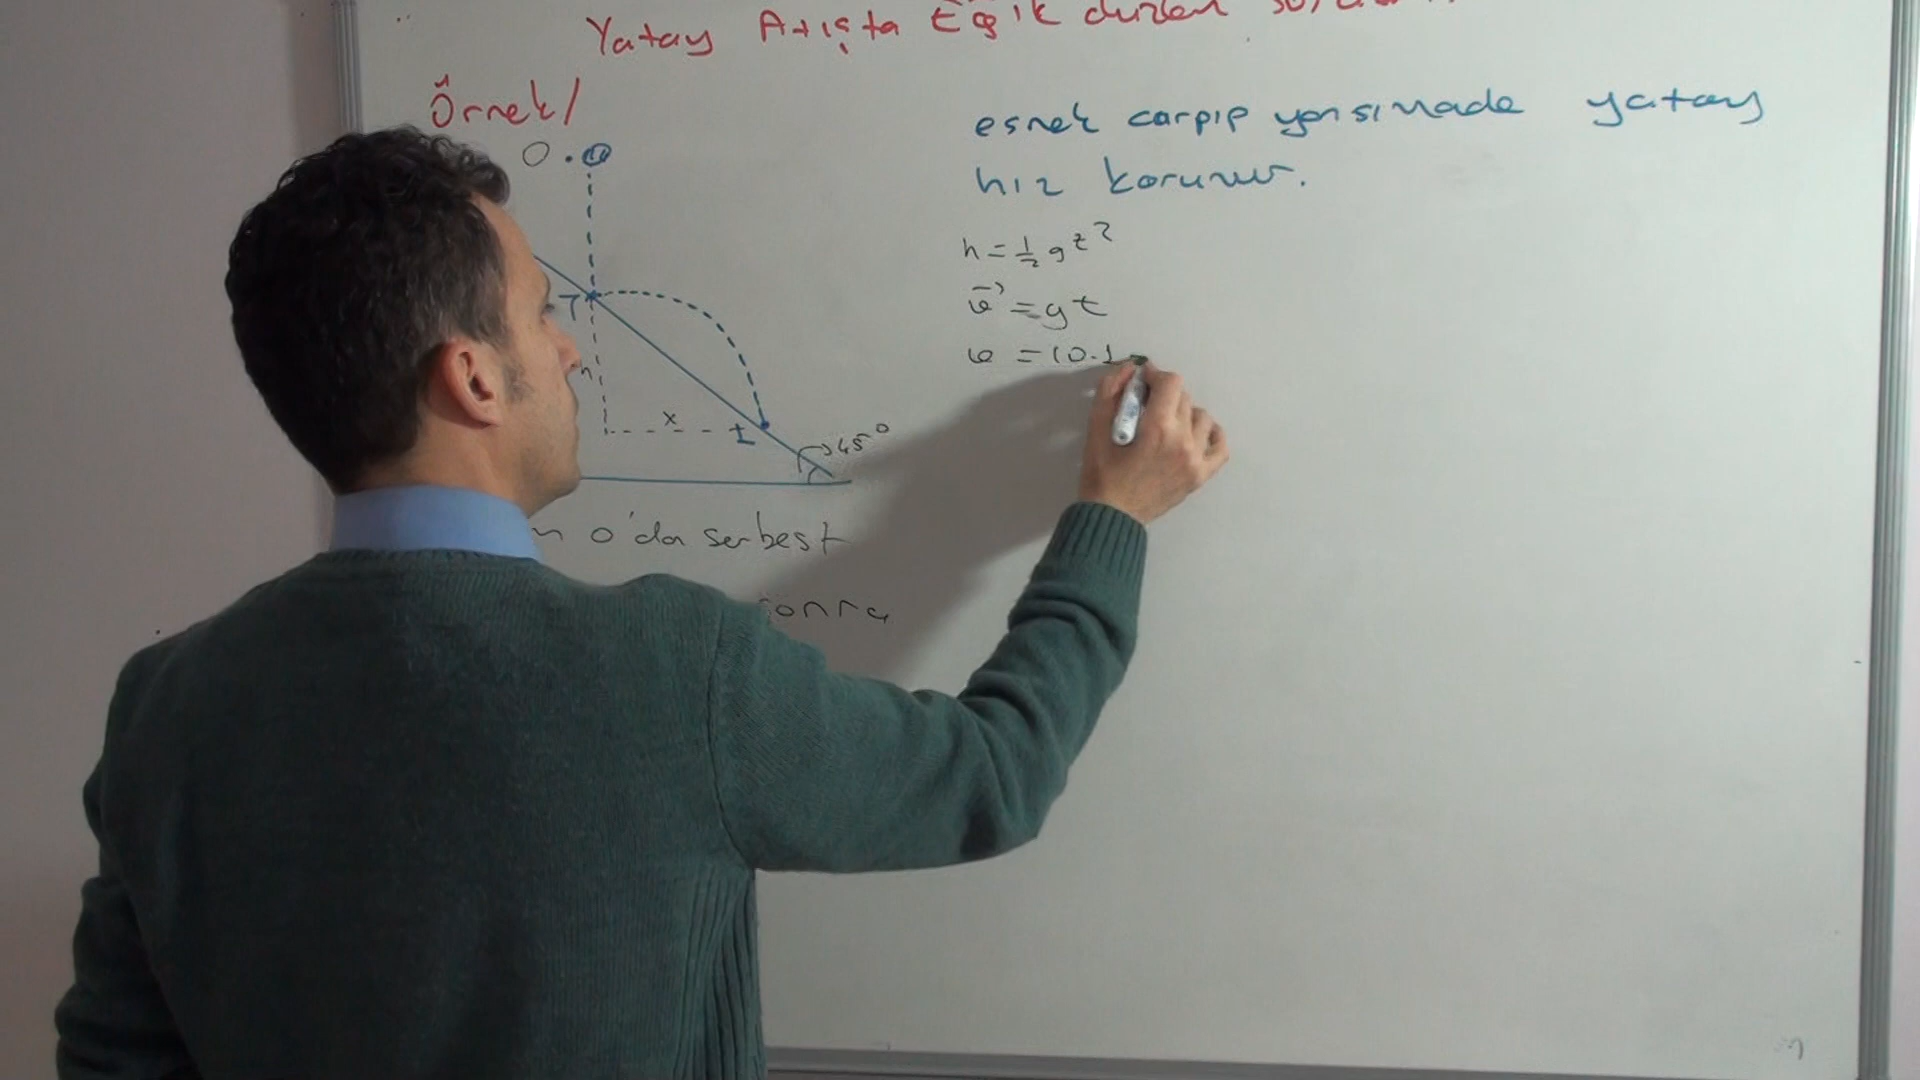 Yatay Atışta Eğik düzlem
Örnek/
O
T
h
x
L
45°
n O'da serbest
sonra
esnek carpıp yansımada yatay
hız korunur.
h = 1/2 g t²
v⃗ = g t
v = 10.1